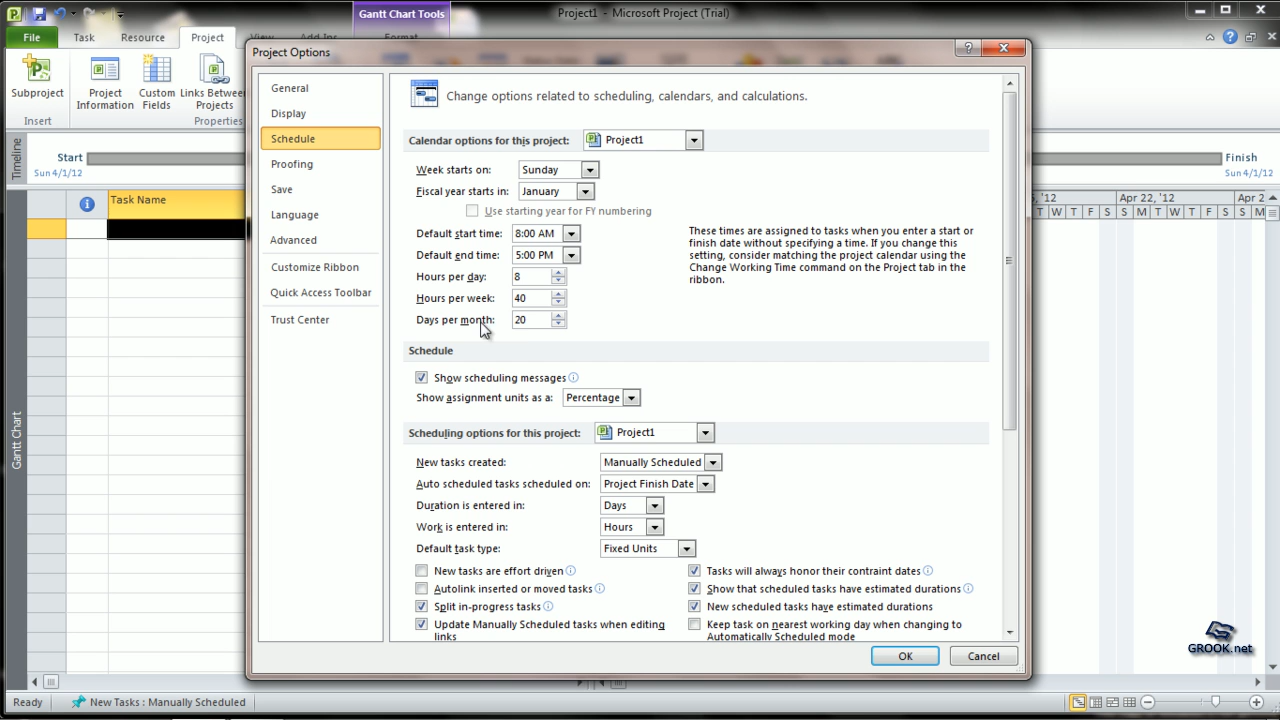 Gantt Chart Tools
Project1 - Microsoft Project (Trial)
File Task Resource Project View Add-Ins Format
Subproject
Project Information
Custom Fields
Links Between Projects
Insert
Properties
Project Options
General
Display
Schedule
Proofing
Save
Language
Advanced
Customize Ribbon
Quick Access Toolbar
Trust Center
Change options related to scheduling, calendars, and calculations.
Calendar options for this project: Project1
Week starts on: Sunday
Fiscal year starts in: January
Use starting year for FY numbering
Default start time: 8:00 AM
Default end time: 5:00 PM
Hours per day: 8
Hours per week: 40
Days per month: 20
These times are assigned to tasks when you enter a start or
finish date without specifying a time. If you change this
setting, consider matching the project calendar using the
Change Working Time command on the Project tab in the
ribbon.
Schedule
Show scheduling messages
Show assignment units as a: Percentage
Scheduling options for this project: Project1
New tasks created: Manually Scheduled
Auto scheduled tasks scheduled on: Project Finish Date
Duration is entered in: Days
Work is entered in: Hours
Default task type: Fixed Units
New tasks are effort driven
Autolink inserted or moved tasks
Split in-progress tasks
Update Manually Scheduled tasks when editing
links
Tasks will always honor their contraint dates
Show that scheduled tasks have estimated durations
New scheduled tasks have estimated durations
Keep task on nearest working day when changing to
Automatically Scheduled mode
OK Cancel
Timeline
Start
Sun 4/1/12
Finish
Sun 4/1/12
Task Name
'12 Apr 22, '12 Apr 2
T W T F S S M T W T F S S M
Gantt Chart
GROOK.net
Ready New Tasks : Manually Scheduled